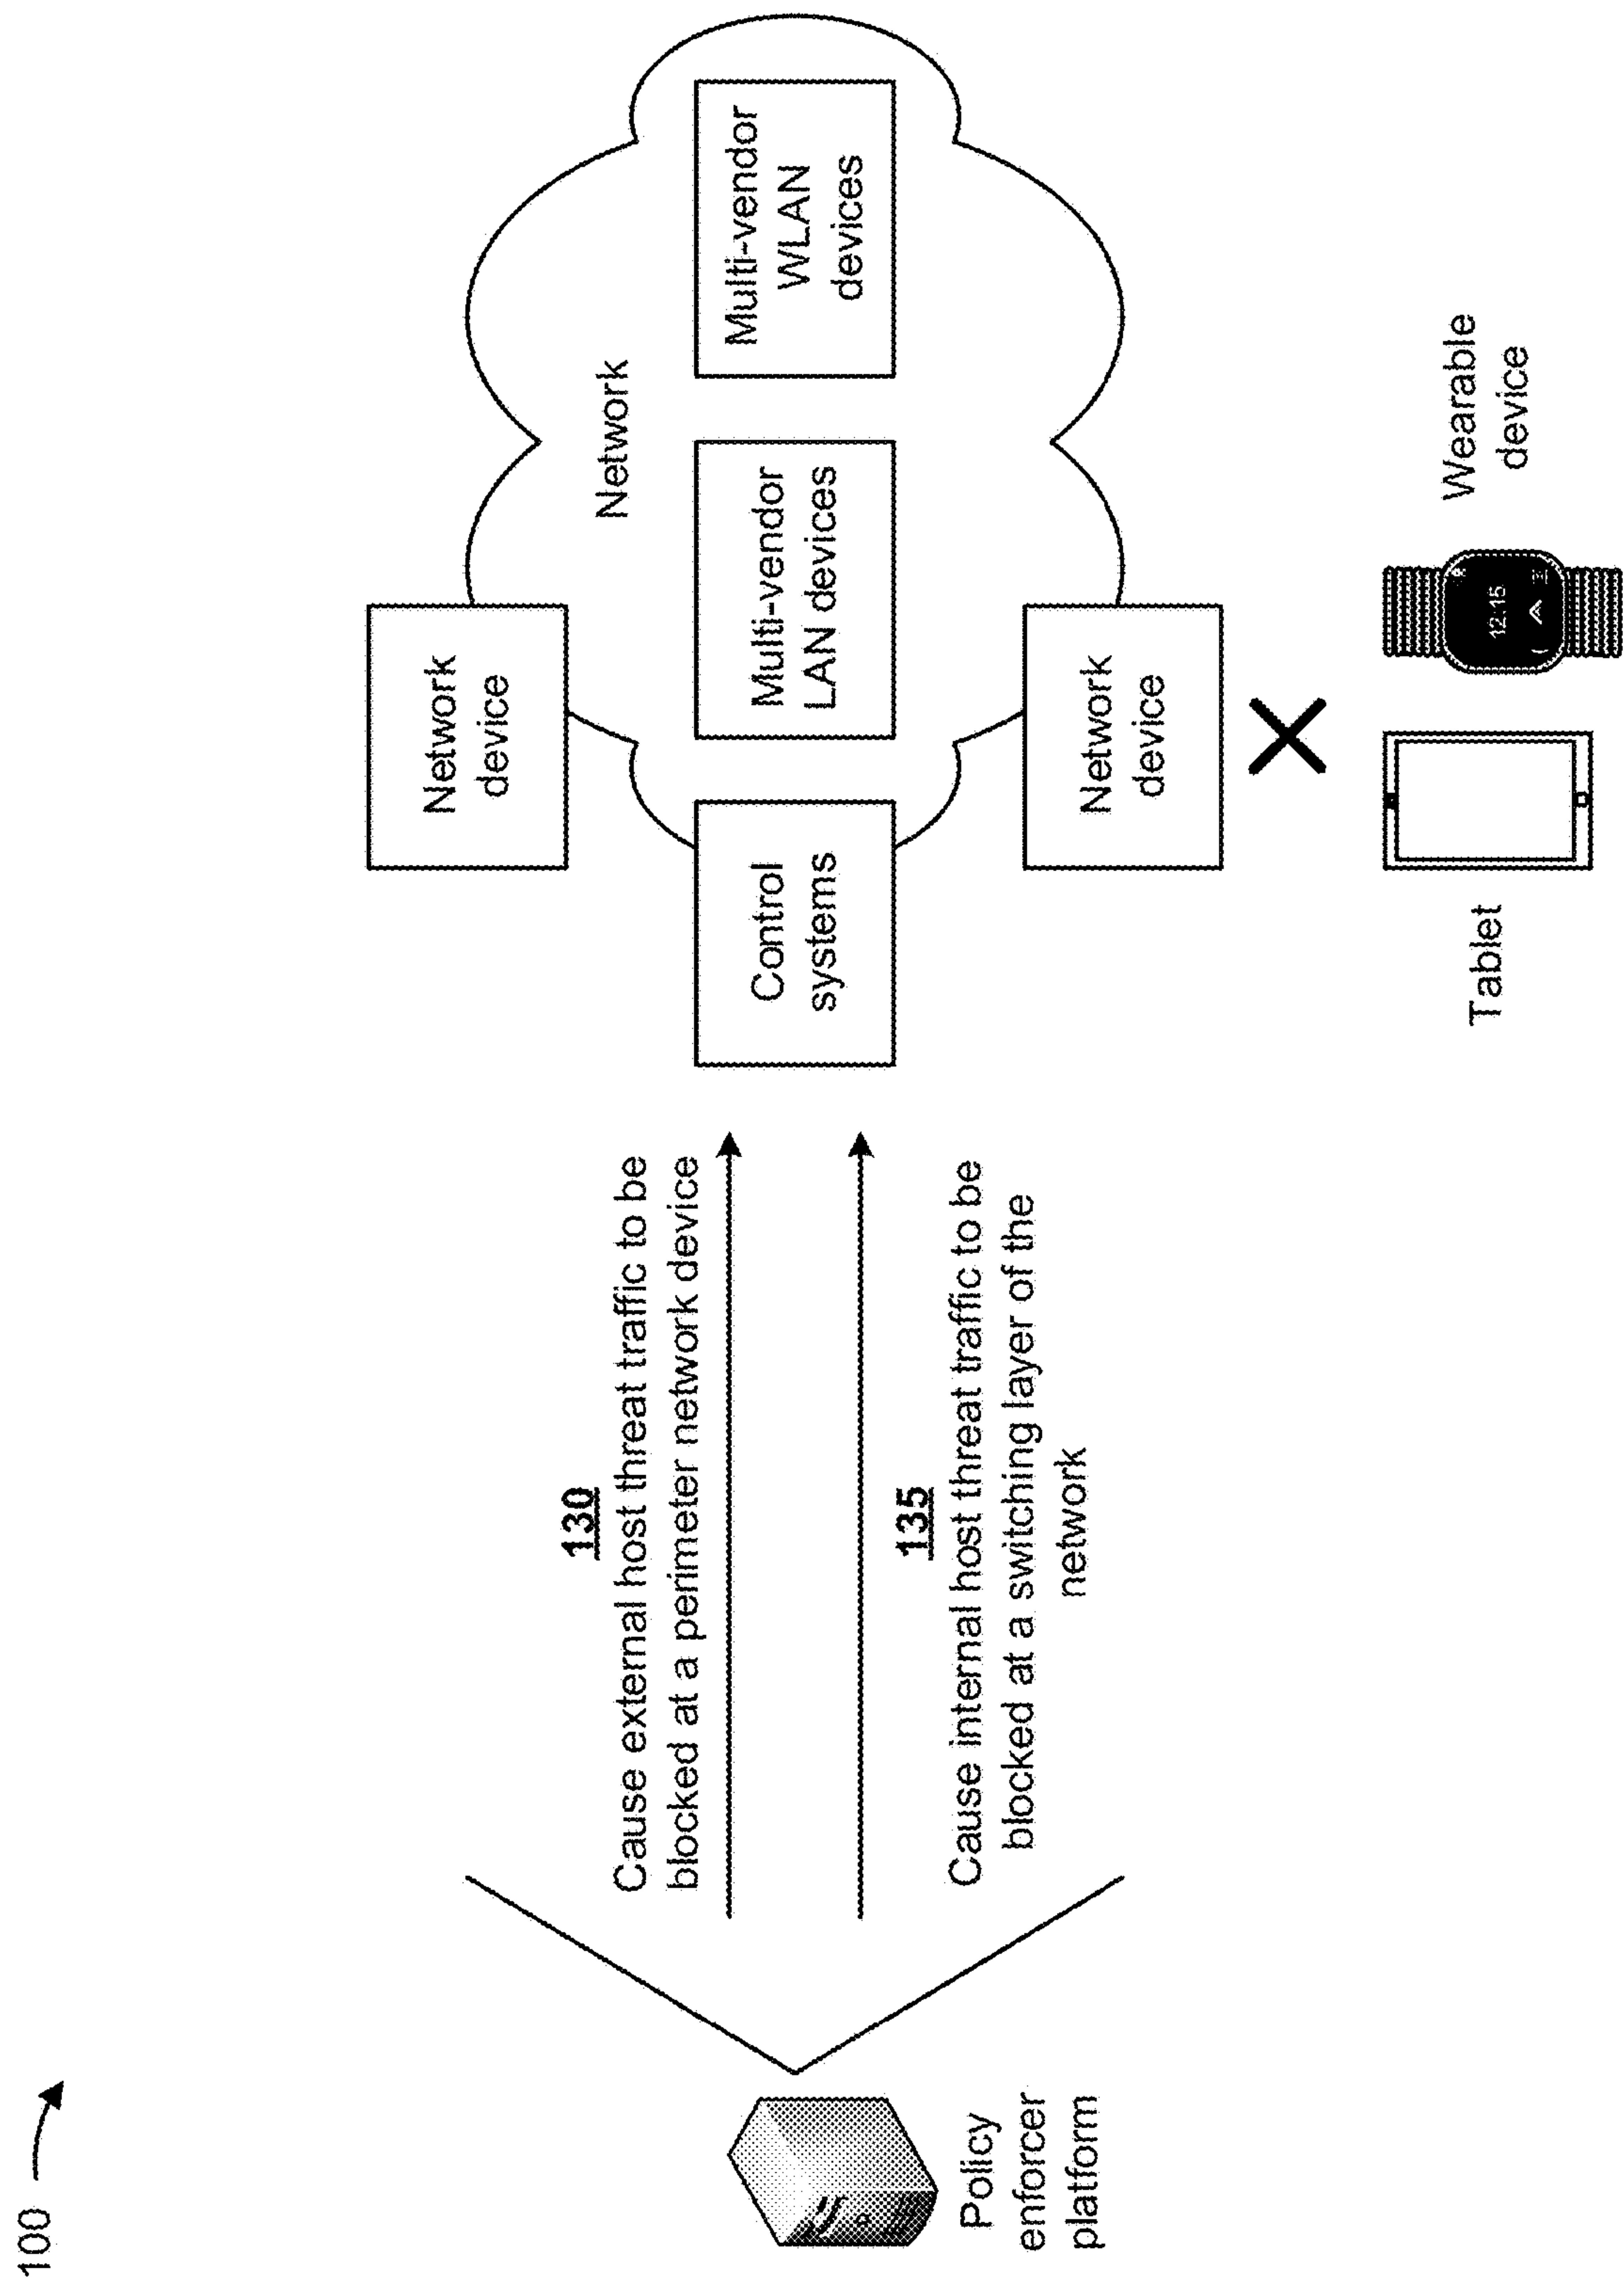 100
Network
device
Network
Control
systems
Multi-vendor
LAN devices
Multi-vendor
WLAN
devices
130
Cause external host threat traffic to be
blocked at a perimeter network device
135
Cause internal host threat traffic to be
blocked at a switching layer of the
network
Policy
enforcer
platform
Network
device
Tablet
12:15
Wearable
device